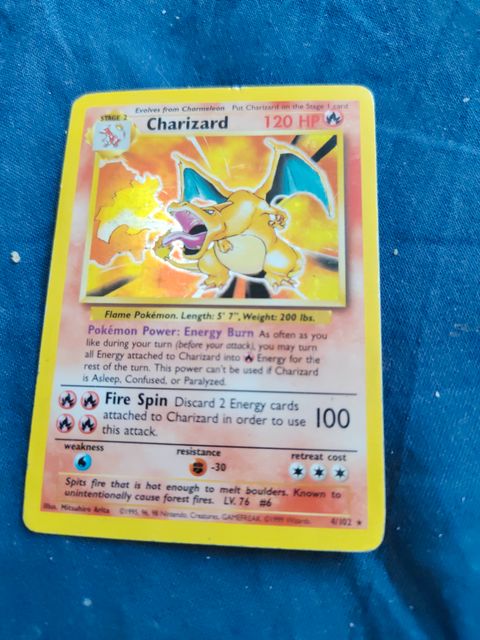 Evolves from Charmeleon Put Charizard on the Stage 1 card
STAGE 2
Charizard 120 HP
Flame Pokémon. Length: 5' 7", Weight: 200 lbs.
Pokémon Power: Energy Burn As often as you
like during your turn (before your attack), you may turn
all Energy attached to Charizard into Energy for the
rest of the turn. This power can't be used if Charizard
is Asleep, Confused, or Paralyzed.
Fire Spin Discard 2 Energy cards
attached to Charizard in order to use
this attack.
100
weakness resistance retreat cost
-30
Spits fire that is hot enough to melt boulders. Known to
unintentionally cause forest fires. LV. 76 #6
Illus. Mitsuhiro Arita ©1995, 96, 98 Nintendo, Creatures, GAMEFREAK. ©1999 Wizards. 4/102 ★